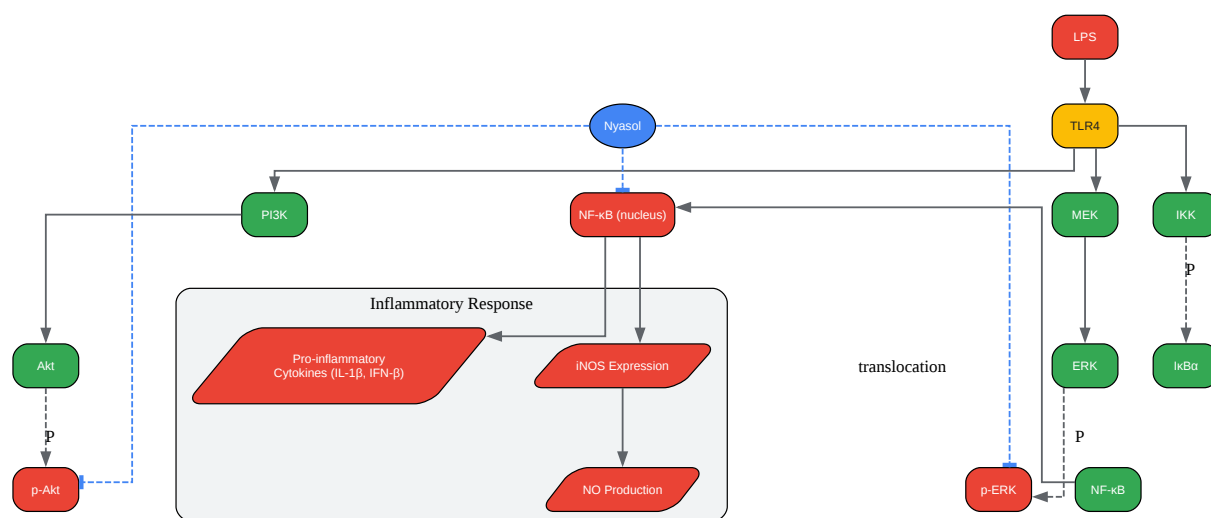 LPS
Nyasol
TLR4
PI3K
NF-κB (nucleus)
MEK
IKK
P
Inflammatory Response
Pro-inflammatory
Cytokines (IL-1β, IFN-β)
iNOS Expression
translocation
Akt
ERK
IκBα
P
P
p-Akt
NO Production
p-ERK
NF-κB